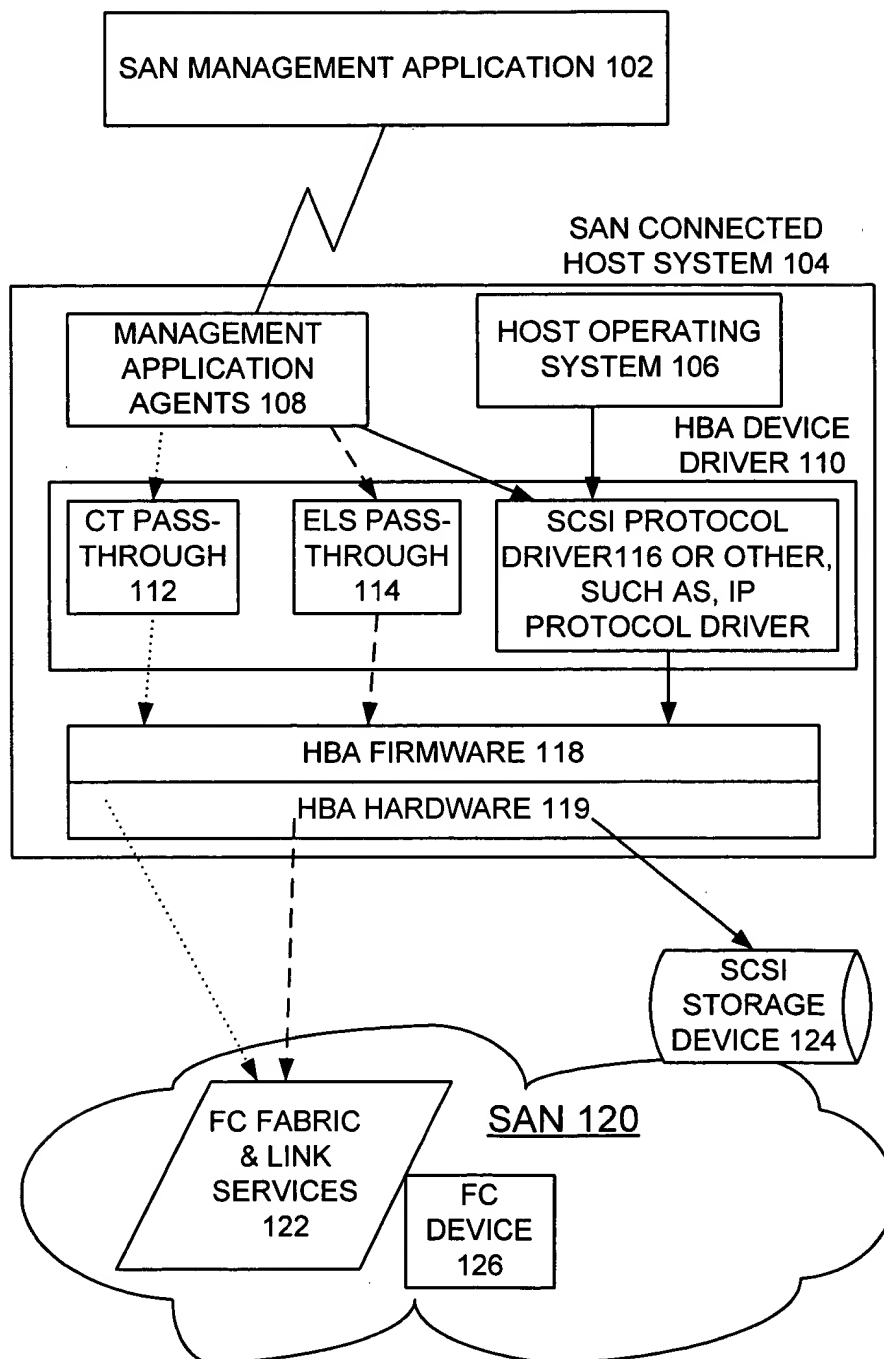 SAN MANAGEMENT APPLICATION 102
SAN CONNECTED
HOST SYSTEM 104
MANAGEMENT
APPLICATION
AGENTS 108
HOST OPERATING
SYSTEM 106
HBA DEVICE
DRIVER 110
CT PASS-
THROUGH
112
ELS PASS-
THROUGH
114
SCSI PROTOCOL
DRIVER116 OR OTHER,
SUCH AS, IP
PROTOCOL DRIVER
HBA FIRMWARE 118
HBA HARDWARE 119
SCSI
STORAGE
DEVICE 124
SAN 120
FC FABRIC
& LINK
SERVICES
122
FC
DEVICE
126